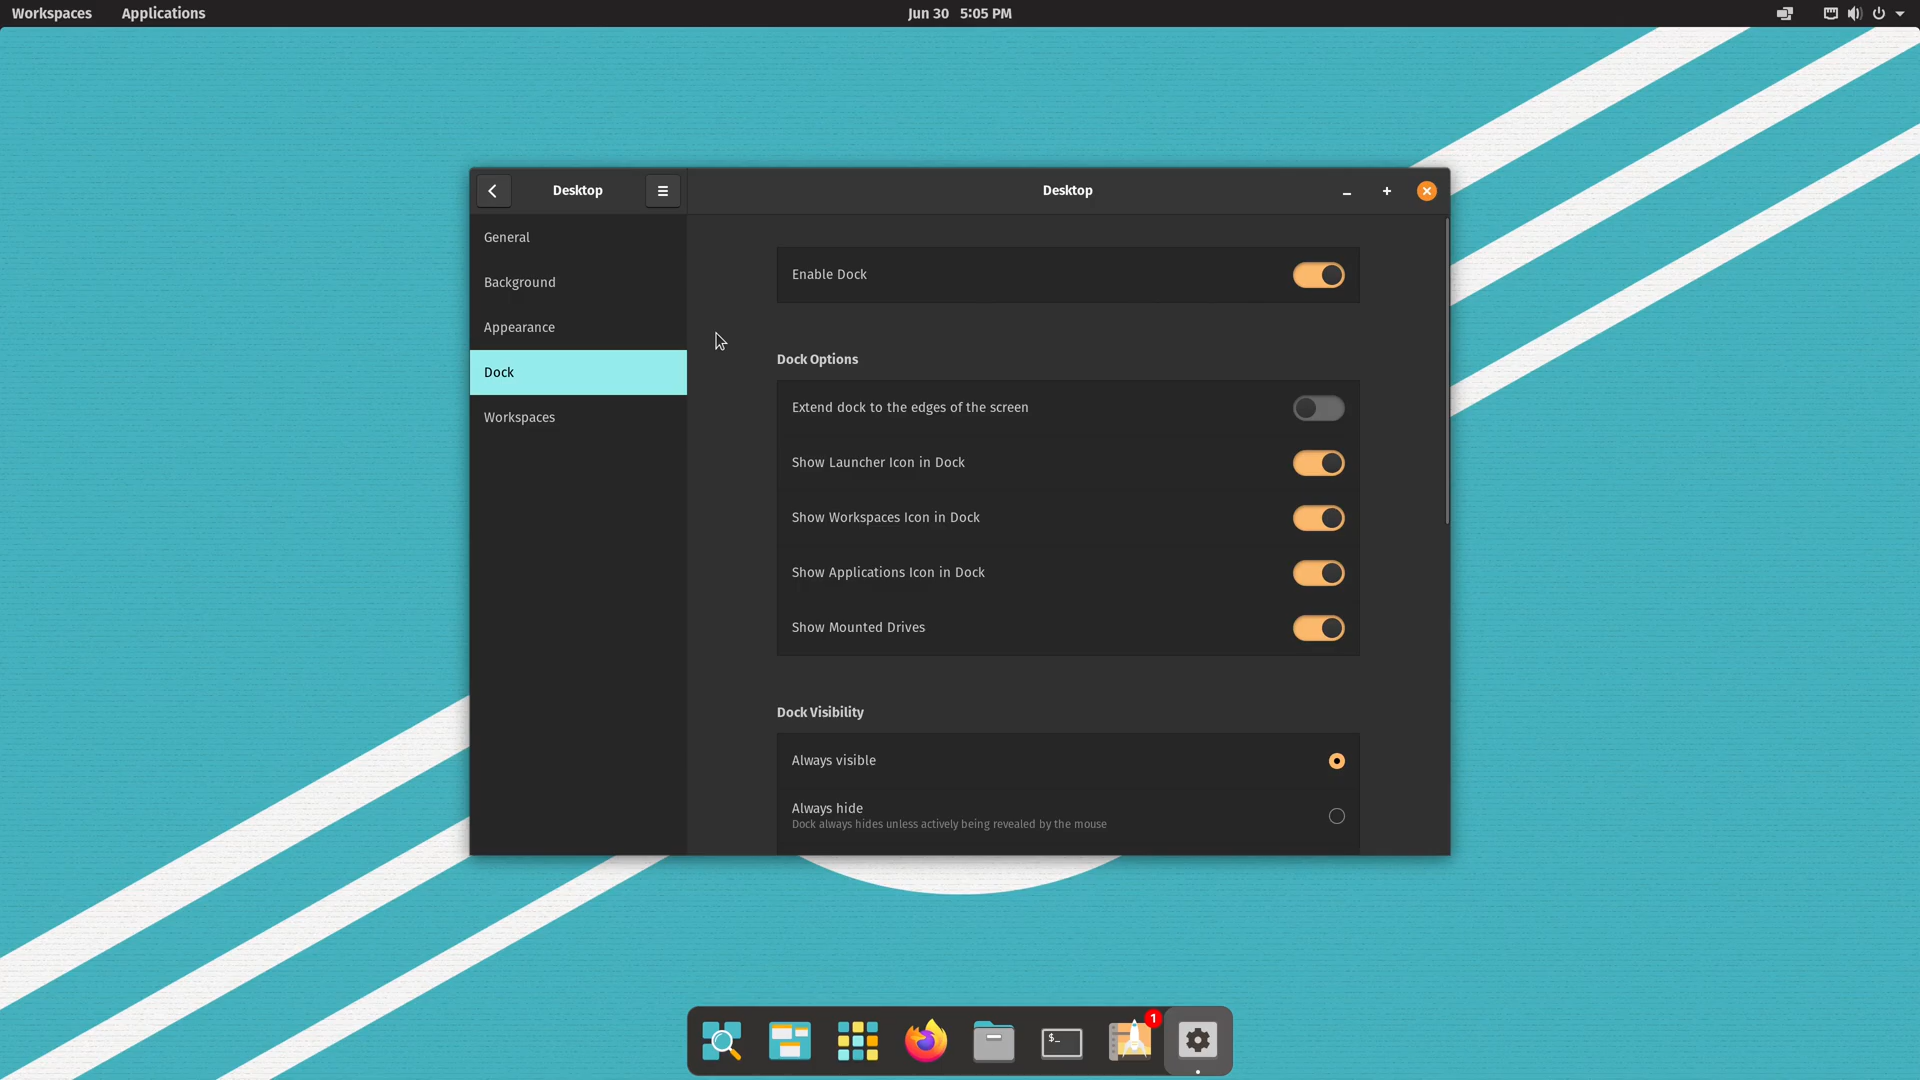 Workspaces Applications Jun 30 5:05 PM
Desktop Desktop
General
Background
Appearance
Dock
Workspaces
Enable Dock
Dock Options
Extend dock to the edges of the screen
Show Launcher Icon in Dock
Show Workspaces Icon in Dock
Show Applications Icon in Dock
Show Mounted Drives
Dock Visibility
Always visible
Always hide
Dock always hides unless actively being revealed by the mouse
$_
1